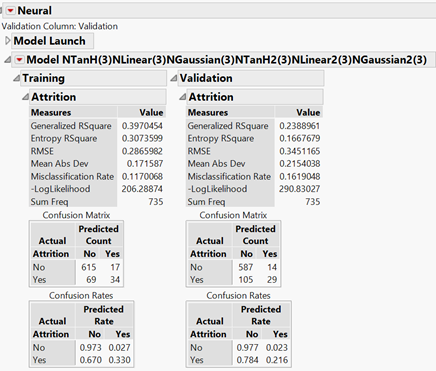 Neural
Validation Column: Validation
Model Launch
Model NTanH(3)NLinear(3)NGaussian(3)NTanH2(3)NLinear2(3)NGaussian2(3)
Training
Attrition
Measures Value
Generalized RSquare 0.3970454
Entropy RSquare 0.3073599
RMSE 0.2865982
Mean Abs Dev 0.171587
Misclassification Rate 0.1170068
-LogLikelihood 206.28874
Sum Freq 735
Confusion Matrix
Actual Predicted Count
Attrition No Yes
No 615 17
Yes 69 34
Confusion Rates
Actual Predicted Rate
Attrition No Yes
No 0.973 0.027
Yes 0.670 0.330
Validation
Attrition
Measures Value
Generalized RSquare 0.2388961
Entropy RSquare 0.1667679
RMSE 0.3451165
Mean Abs Dev 0.2154038
Misclassification Rate 0.1619048
-LogLikelihood 290.83027
Sum Freq 735
Confusion Matrix
Actual Predicted Count
Attrition No Yes
No 587 14
Yes 105 29
Confusion Rates
Actual Predicted Rate
Attrition No Yes
No 0.977 0.023
Yes 0.784 0.216